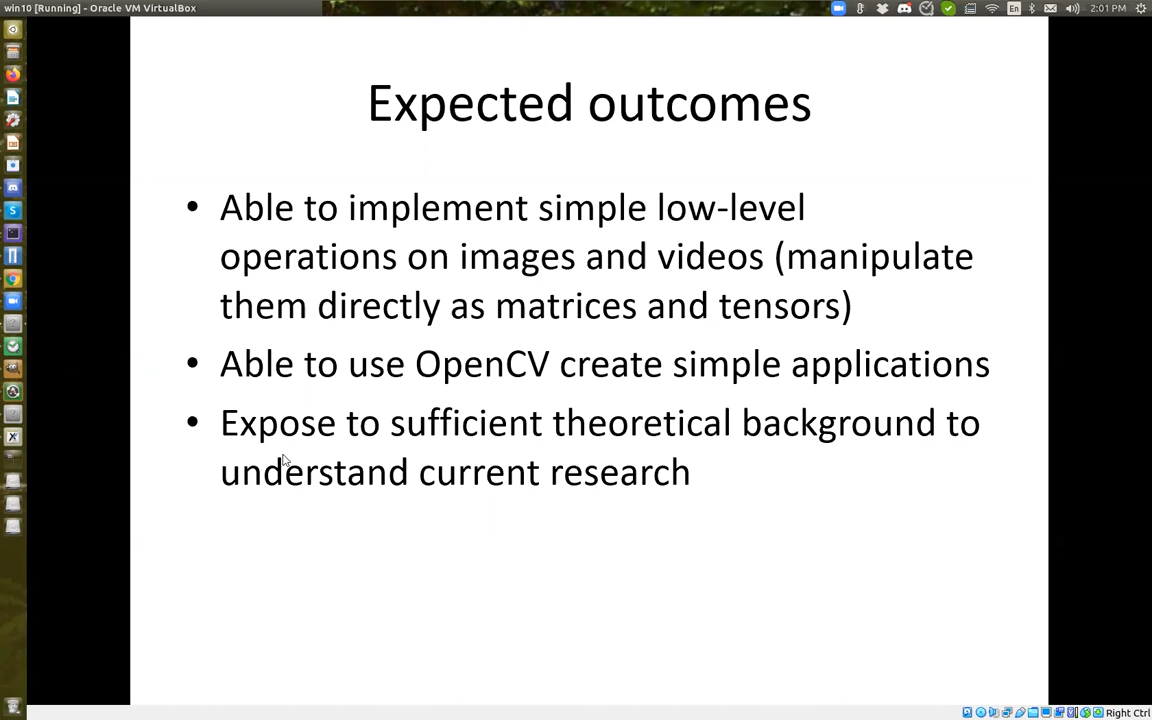 win10 [Running] - Oracle VM VirtualBox
En
2:01 PM
Expected outcomes
• Able to implement simple low-level
operations on images and videos (manipulate
them directly as matrices and tensors)
• Able to use OpenCV create simple applications
• Expose to sufficient theoretical background to
understand current research
Right Ctrl